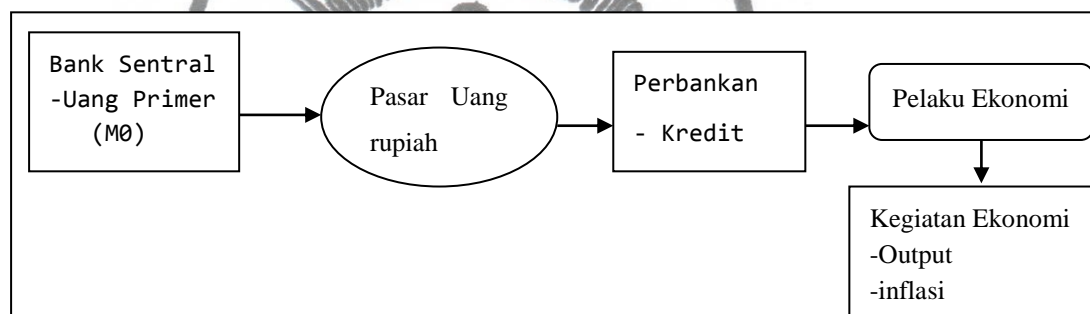 Bank Sentral
-Uang Primer
(M0)
Pasar Uang
rupiah
Perbankan
- Kredit
Pelaku Ekonomi
Kegiatan Ekonomi
-Output
-inflasi